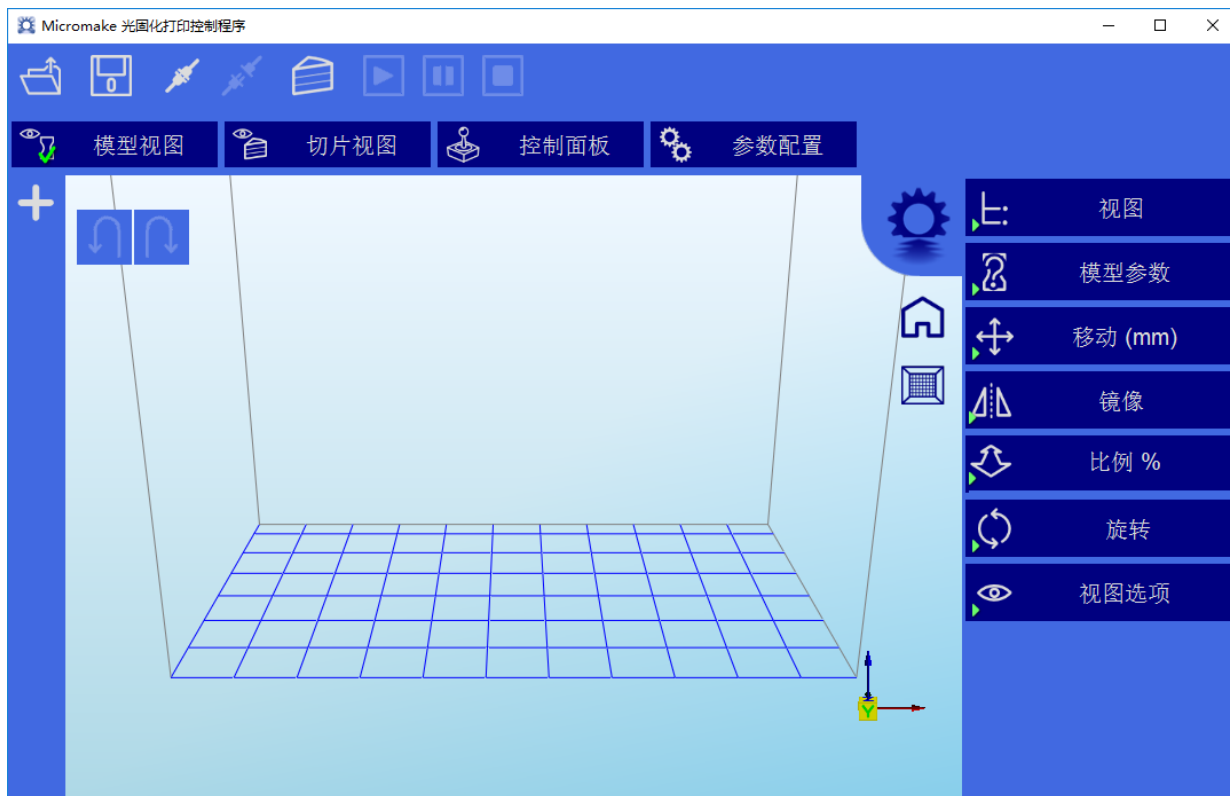 Micromake 光固化打印控制程序
模型视图
切片视图
控制面板
参数配置
视图
模型参数
移动 (mm)
镜像
比例 %
旋转
视图选项
Y